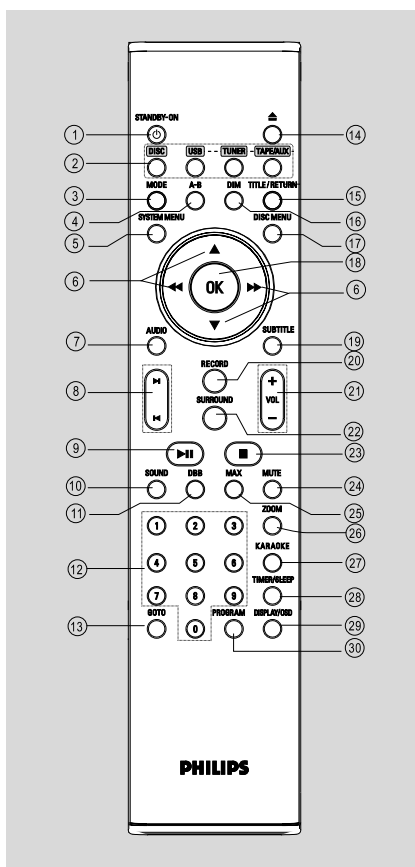 STANDBY-ON
1 14
DISC USB TUNER TAPE/AUX
2
MODE A-B DIM TITLE/RETURN
3 15
4 16
SYSTEM MENU DISC MENU
5 17
18
6 OK 6
AUDIO SUBTITLE
7 19
RECORD 20
8 + VOL − 21
SURROUND
22
9 23
SOUND DBB MAX MUTE
10 24
11 25
ZOOM
1 2 3 26
KARAOKE
12 4 5 6 27
TIMER/SLEEP
7 8 9 28
GOTO PROGRAM DISPLAY/OSD
13 0 29
30
PHILIPS